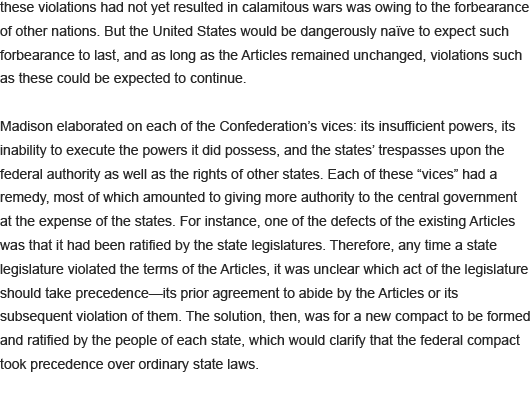 these violations had not yet resulted in calamitous wars was owing to the forbearance
of other nations. But the United States would be dangerously naïve to expect such
forbearance to last, and as long as the Articles remained unchanged, violations such
as these could be expected to continue.
Madison elaborated on each of the Confederation’s vices: its insufficient powers, its
inability to execute the powers it did possess, and the states’ trespasses upon the
federal authority as well as the rights of other states. Each of these “vices” had a
remedy, most of which amounted to giving more authority to the central government
at the expense of the states. For instance, one of the defects of the existing Articles
was that it had been ratified by the state legislatures. Therefore, any time a state
legislature violated the terms of the Articles, it was unclear which act of the legislature
should take precedence—its prior agreement to abide by the Articles or its
subsequent violation of them. The solution, then, was for a new compact to be formed
and ratified by the people of each state, which would clarify that the federal compact
took precedence over ordinary state laws.